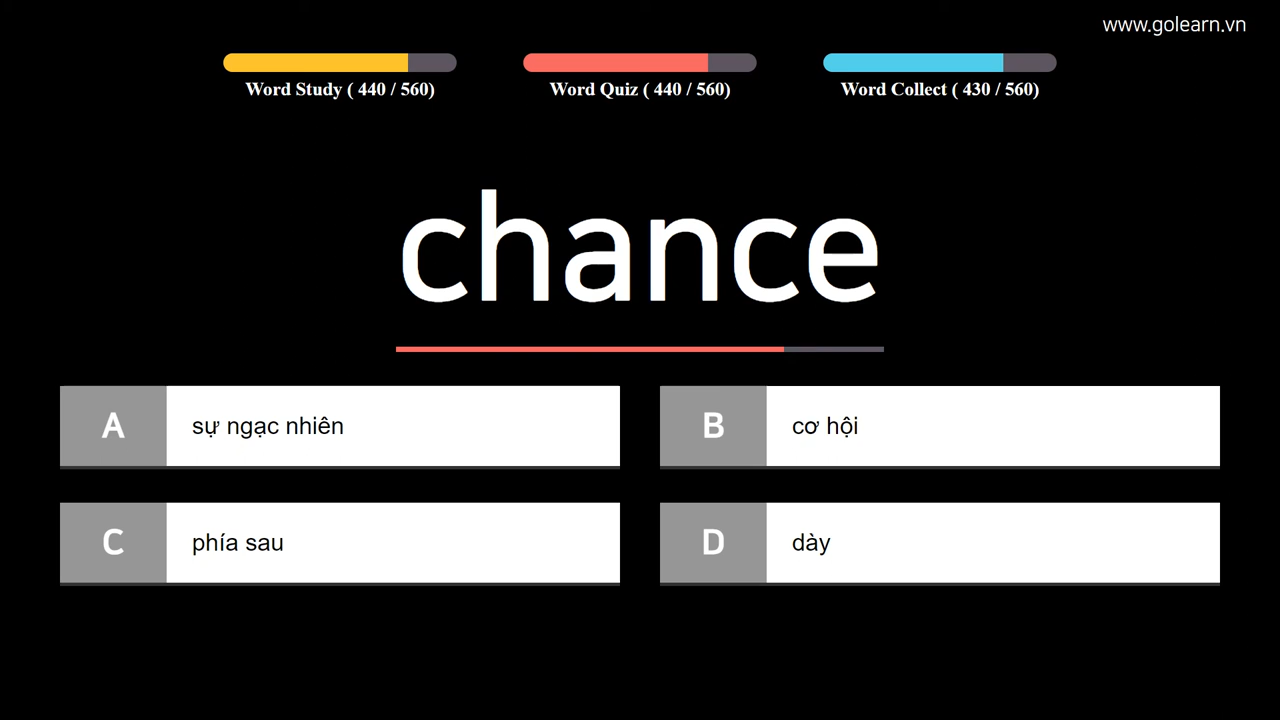 www.golearn.vn
Word Study ( 440 / 560)
Word Quiz ( 440 / 560)
Word Collect ( 430 / 560)
chance
A sự ngạc nhiên
B cơ hội
C phía sau
D dày